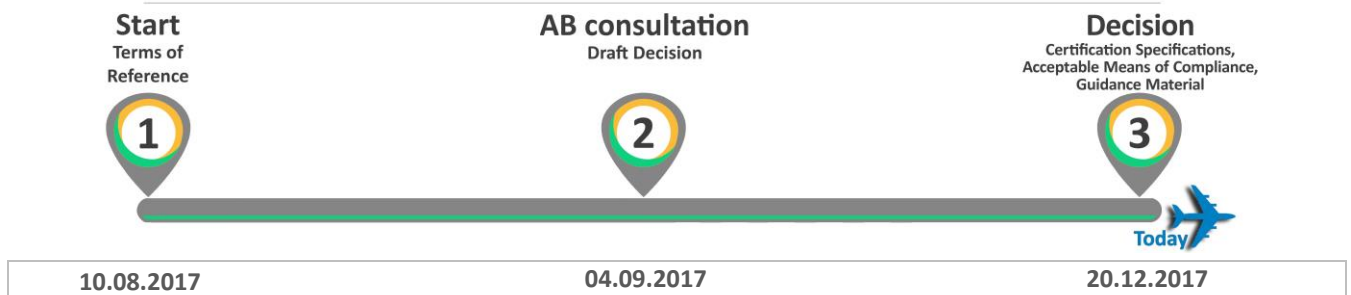 Start
Terms of
Reference
1
AB consultation
Draft Decision
2
Decision
Certification Specifications,
Acceptable Means of Compliance,
Guidance Material
3
Today
10.08.2017
04.09.2017
20.12.2017